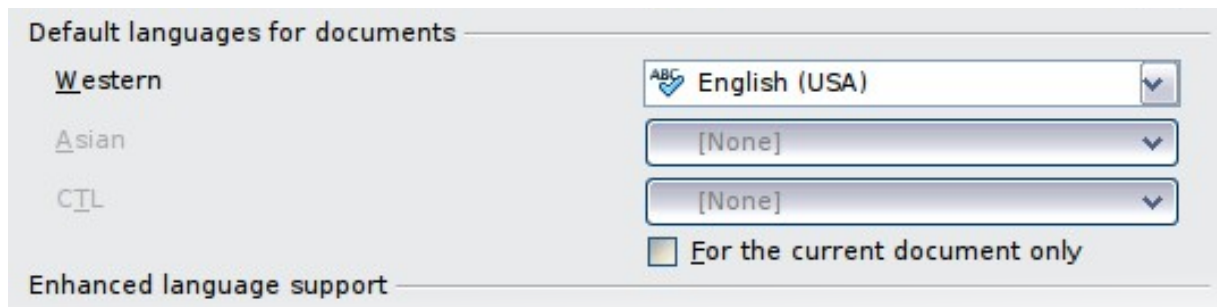 Default languages for documents
Western ABC English (USA)
Asian [None]
CTL [None]
For the current document only
Enhanced language support